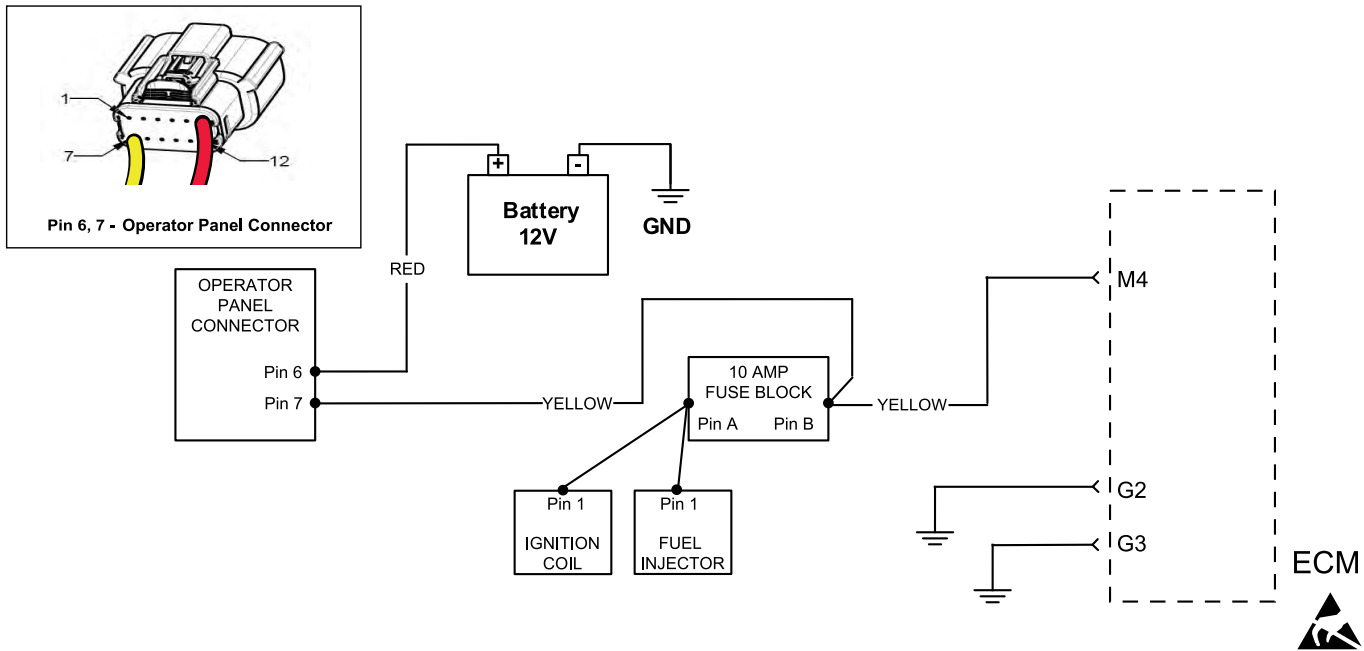 1
7
12
Pin 6, 7 - Operator Panel Connector
+
-
Battery
12V
GND
RED
OPERATOR
PANEL
CONNECTOR
Pin 6
Pin 7
YELLOW
10 AMP
FUSE BLOCK
Pin A
Pin B
YELLOW
M4
G2
G3
ECM
Pin 1
IGNITION
COIL
Pin 1
FUEL
INJECTOR